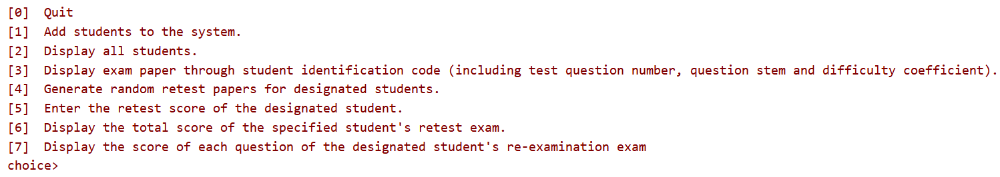 [0]  Quit
[1]  Add students to the system.
[2]  Display all students.
[3]  Display exam paper through student identification code (including test question number, question stem and difficulty coefficient).
[4]  Generate random retest papers for designated students.
[5]  Enter the retest score of the designated student.
[6]  Display the total score of the specified student's retest exam.
[7]  Display the score of each question of the designated student's re-examination exam
choice>